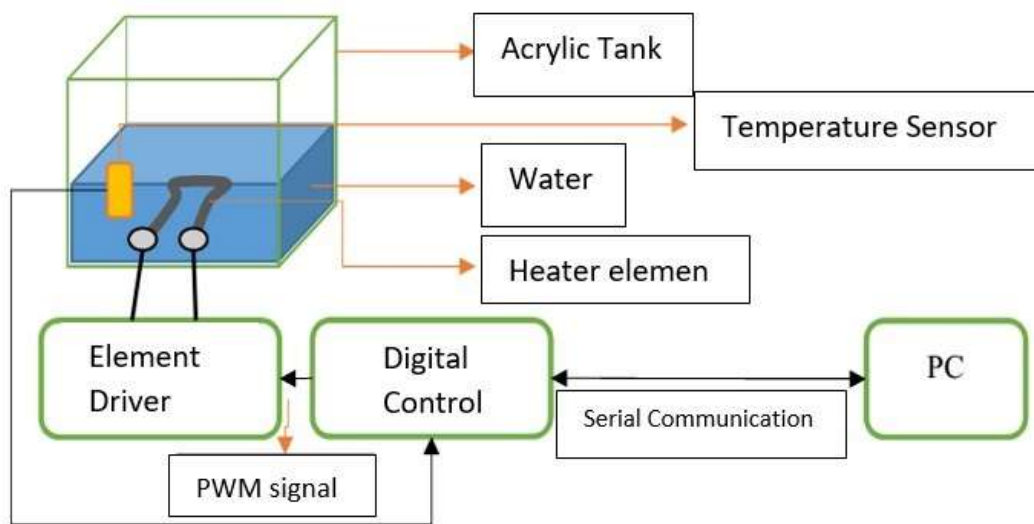 Acrylic Tank
Temperature Sensor
Water
Heater elemen
Element
Driver
Digital
Control
PC
Serial Communication
PWM signal